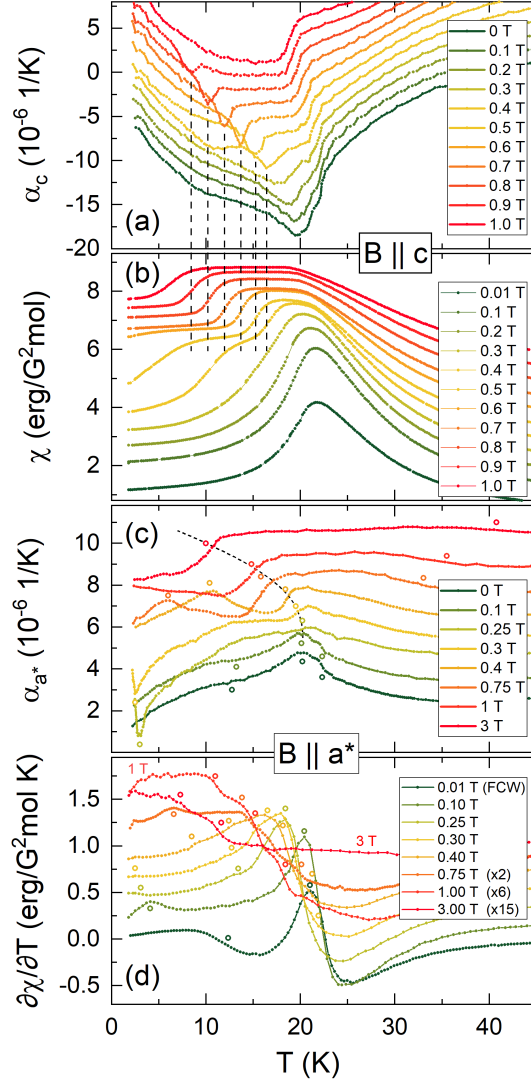 5
0
-5
-10
-15
-20
α_c (10⁻⁶ 1/K)
(a)
0 T
0.1 T
0.2 T
0.3 T
0.4 T
0.5 T
0.6 T
0.7 T
0.8 T
0.9 T
1.0 T
B || c
8
6
4
2
χ (erg/G²mol)
(b)
0.01 T
0.1 T
0.2 T
0.3 T
0.4 T
0.5 T
0.6 T
0.7 T
0.8 T
0.9 T
1.0 T
10
8
6
4
2
α_a* (10⁻⁶ 1/K)
(c)
0 T
0.1 T
0.25 T
0.3 T
0.4 T
0.75 T
1 T
3 T
B || a*
1.5
1.0
0.5
0.0
-0.5
∂χ/∂T (erg/G²mol K)
1 T
3 T
(d)
0.01 T (FCW)
0.10 T
0.25 T
0.30 T
0.40 T
0.75 T (x2)
1.00 T (x6)
3.00 T (x15)
0
10
20
30
40
T (K)